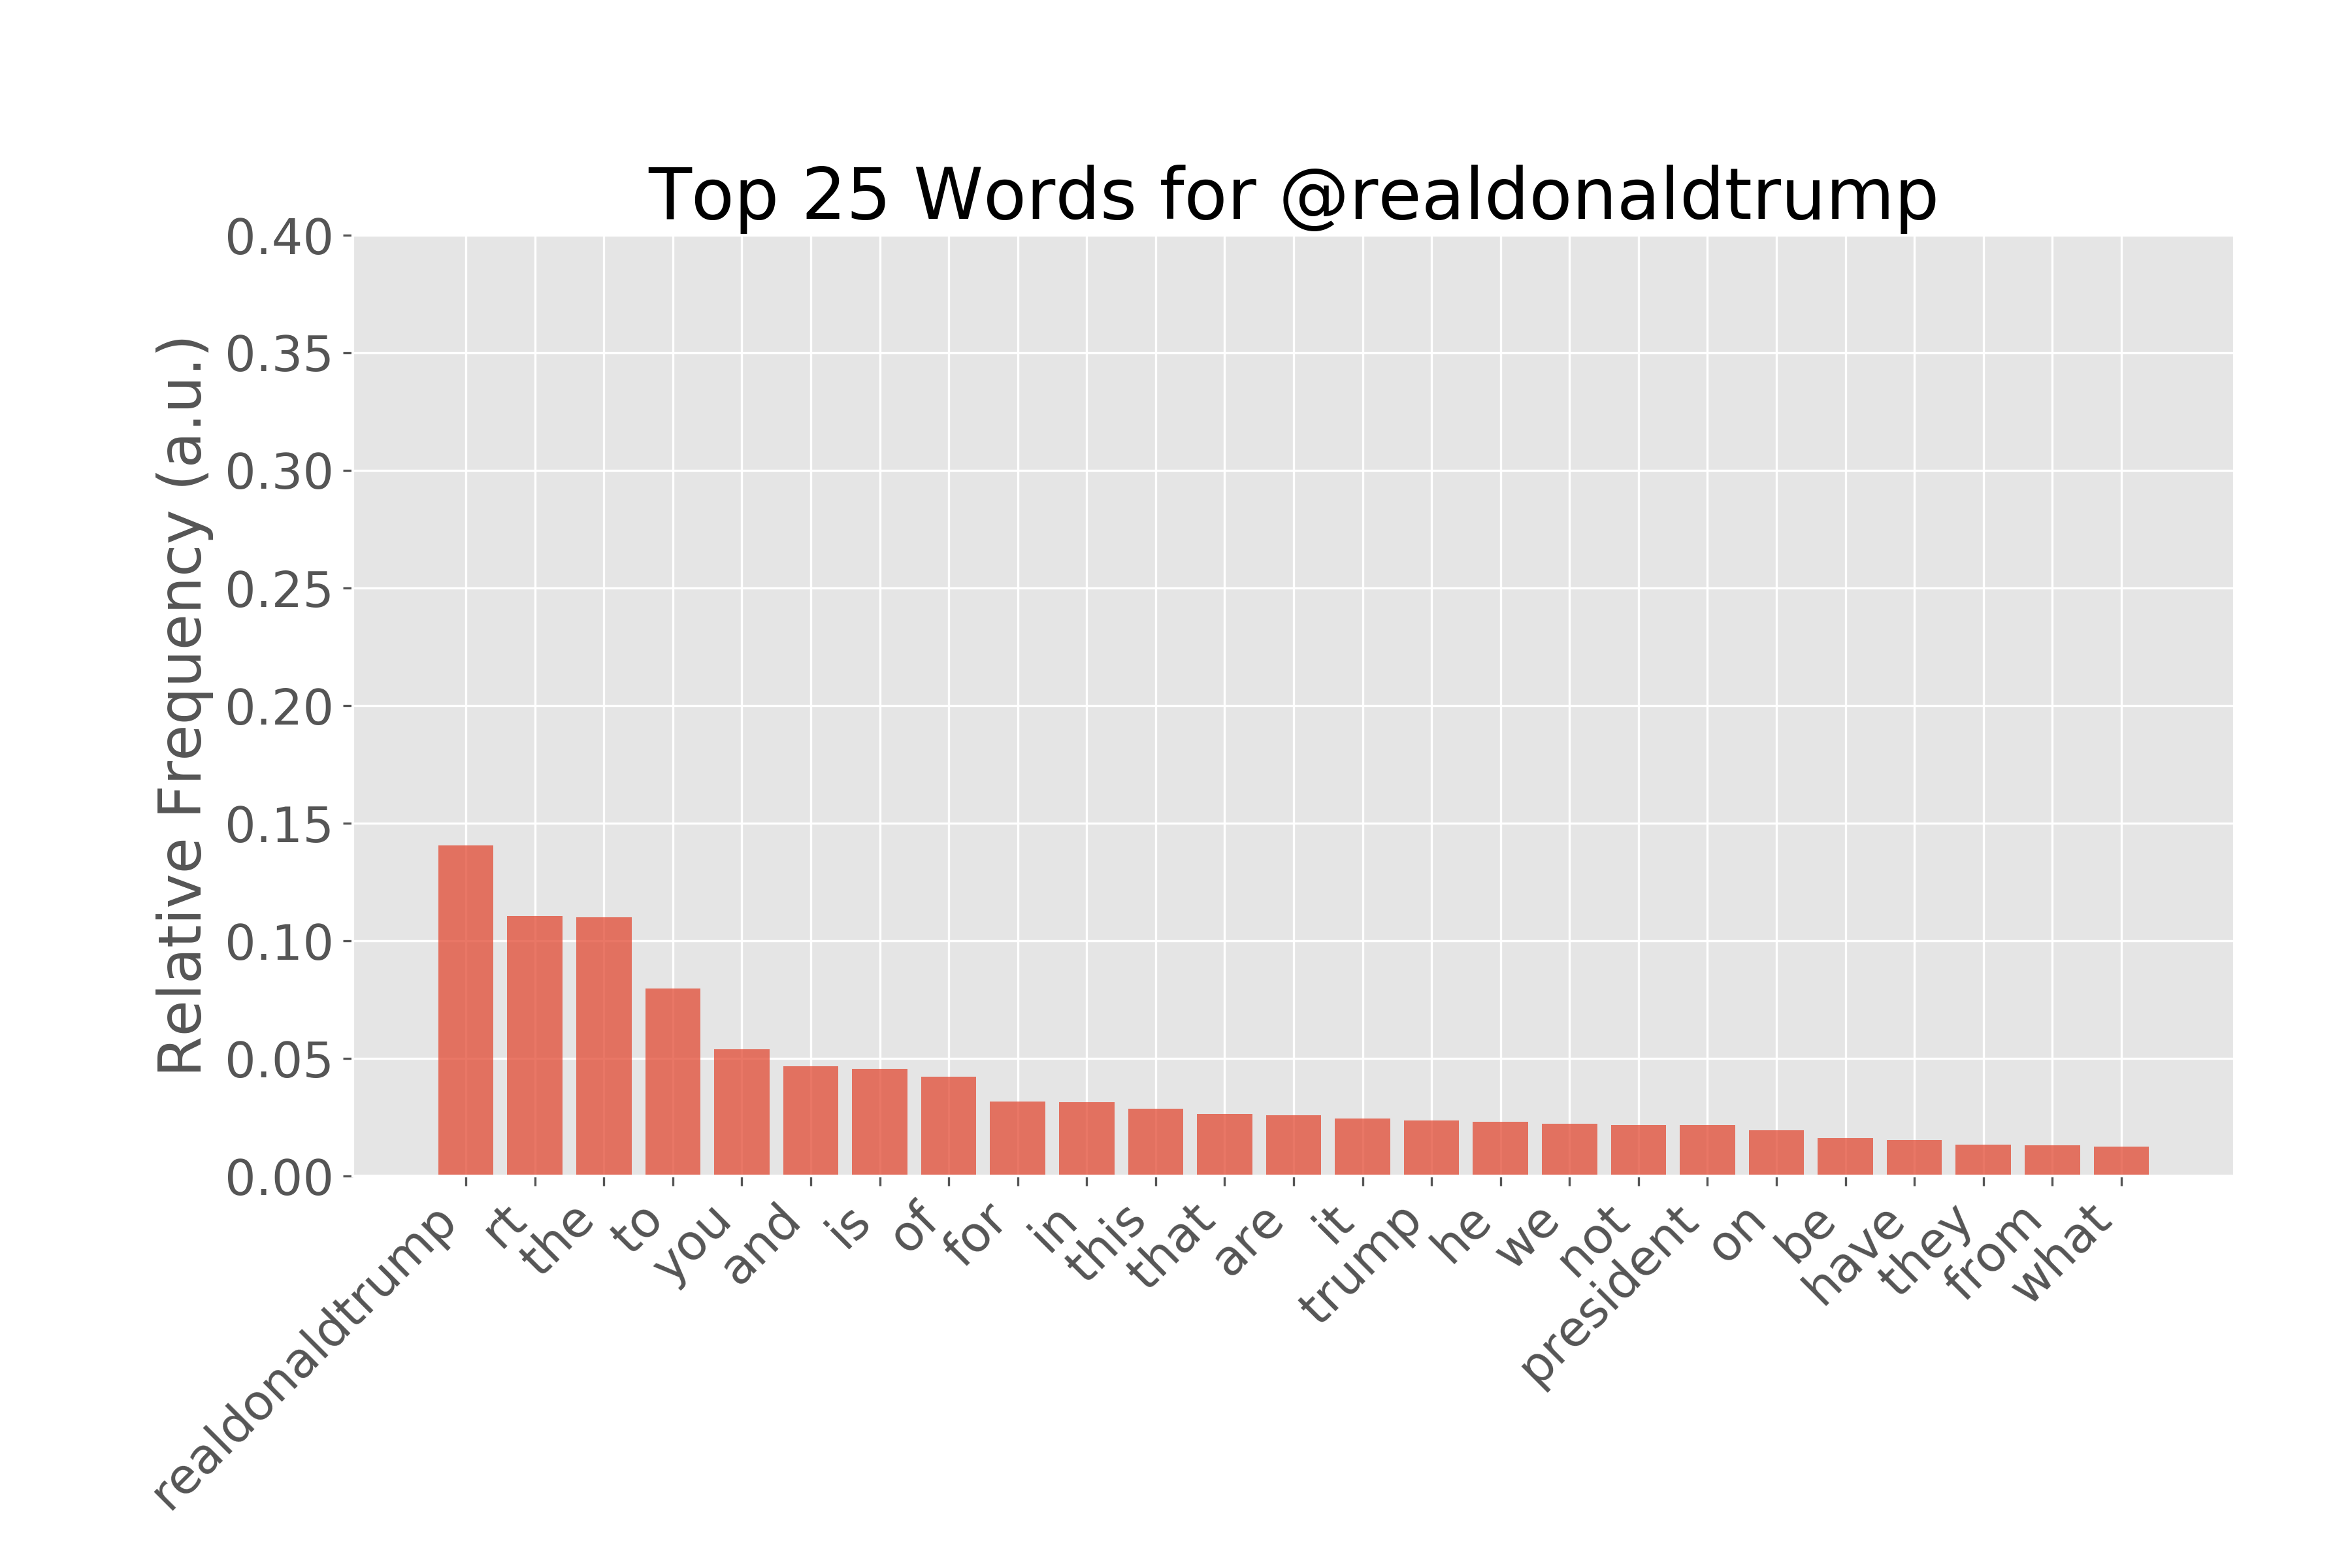 Top 25 Words for @realdonaldtrump
Relative Frequency (a.u.)
0.40
0.35
0.30
0.25
0.20
0.15
0.10
0.05
0.00
realdonaldtrump
rt
the
to
you
and
is
of
for
in
this
that
are
it
trump
he
we
not
president
on
be
have
they
from
what